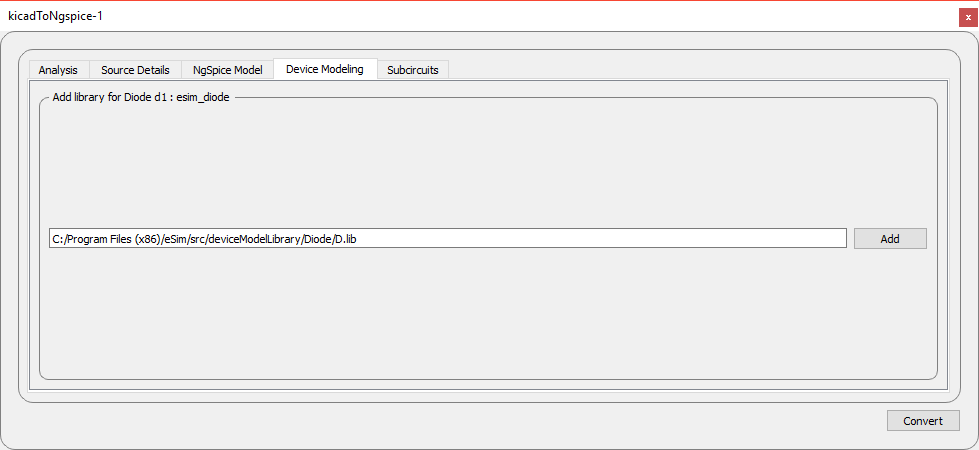 kicadToNgspice-1
x
Analysis Source Details NgSpice Model Device Modeling Subcircuits
Add library for Diode d1 : esim_diode
C:/Program Files (x86)/eSim/src/deviceModelLibrary/Diode/D.lib Add
Convert